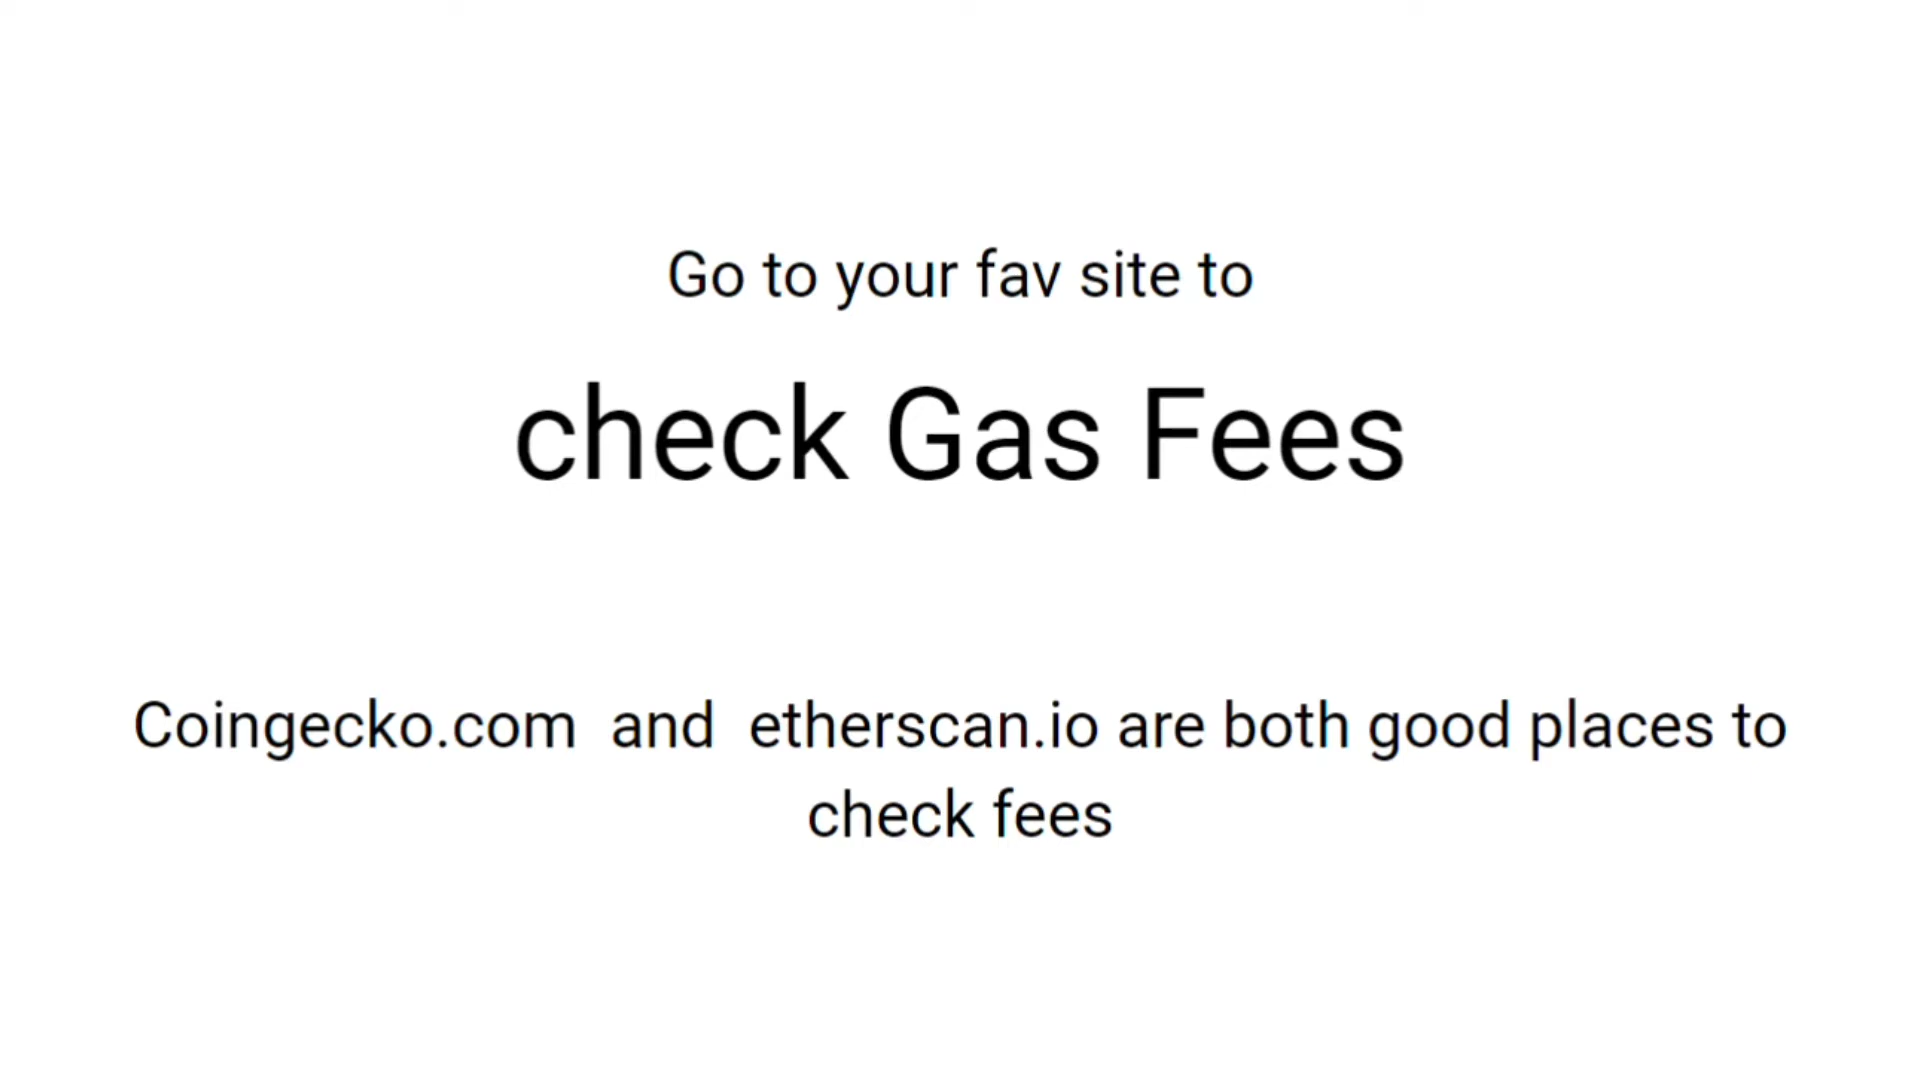 Go to your fav site to
check Gas Fees
Coingecko.com  and  etherscan.io are both good places to
check fees